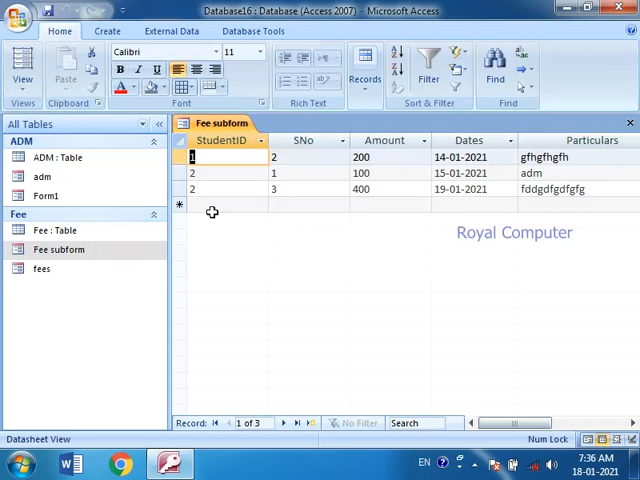 Database16 : Database (Access 2007) - Microsoft Access
Home Create External Data Database Tools
Calibri 11
View Paste B I U Records Filter Find
Views Clipboard Font Rich Text Sort & Filter Find
All Tables
ADM
ADM : Table
adm
Form1
Fee
Fee : Table
Fee subform
fees
Fee subform
StudentID SNo Amount Dates Particulars
1 2 200 14-01-2021 gfhgfhgfh
2 1 100 15-01-2021 adm
2 3 400 19-01-2021 fddgdfgdfgfg
Royal Computer
Record: 1 of 3 No Filter Search
Datasheet View Num Lock
EN 7:36 AM
18-01-2021